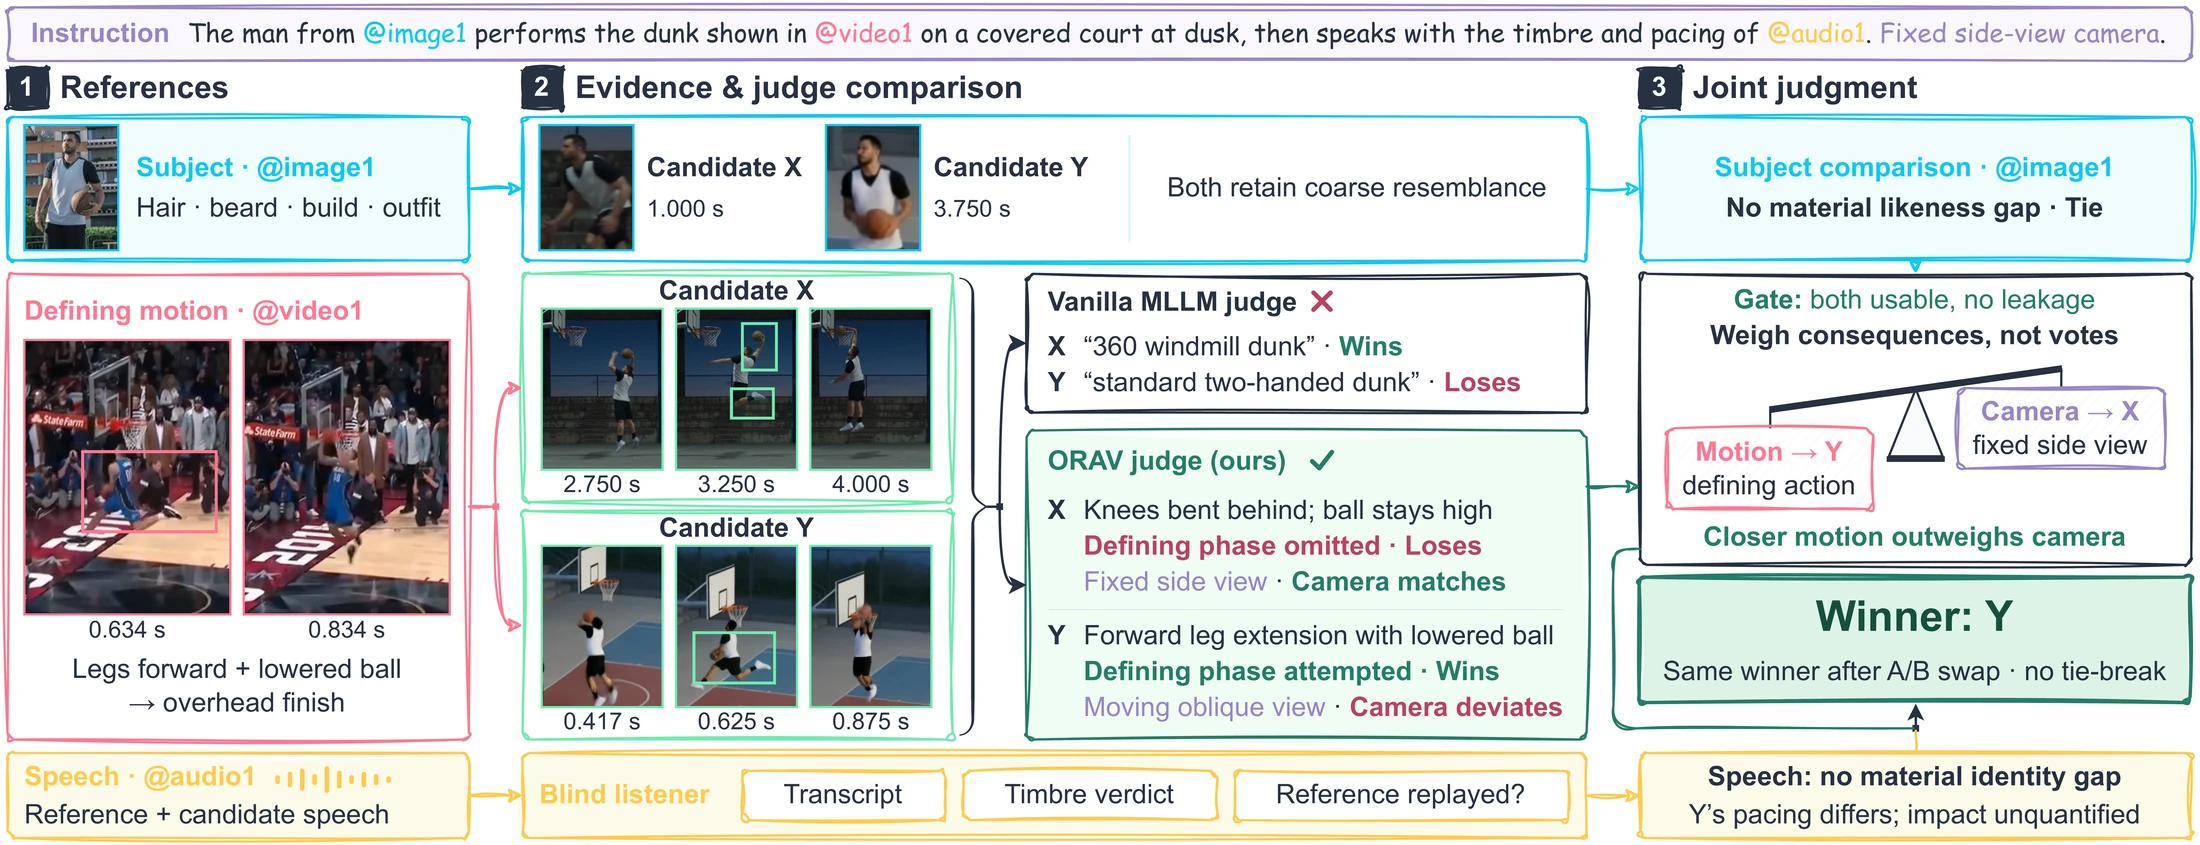 Instruction The man from @image1 performs the dunk shown in @video1 on a covered court at dusk, then speaks with the timbre and pacing of @audio1. Fixed side-view camera.
1 References
Subject · @image1
Hair · beard · build · outfit
Defining motion · @video1
StateFarm
StateFarm
0.634 s
0.834 s
Legs forward + lowered ball
→ overhead finish
Speech · @audio1
Reference + candidate speech
2 Evidence & judge comparison
Candidate X
1.000 s
Candidate Y
3.750 s
Both retain coarse resemblance
Candidate X
2.750 s
3.250 s
4.000 s
Candidate Y
0.417 s
0.625 s
0.875 s
Vanilla MLLM judge ✗
X “360 windmill dunk” · Wins
Y “standard two-handed dunk” · Loses
ORAV judge (ours) ✓
X Knees bent behind; ball stays high
Defining phase omitted · Loses
Fixed side view · Camera matches
Y Forward leg extension with lowered ball
Defining phase attempted · Wins
Moving oblique view · Camera deviates
Blind listener
Transcript
Timbre verdict
Reference replayed?
3 Joint judgment
Subject comparison · @image1
No material likeness gap · Tie
Gate: both usable, no leakage
Weigh consequences, not votes
Camera → X
fixed side view
Motion → Y
defining action
Closer motion outweighs camera
Winner: Y
Same winner after A/B swap · no tie-break
Speech: no material identity gap
Y’s pacing differs; impact unquantified